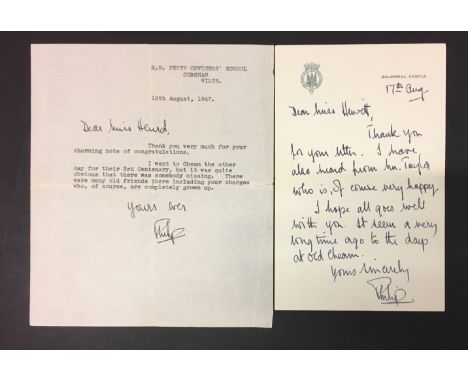 R.N. PETTY OFFICERS' SCHOOL
CORSHAM
WILTS.
12th August, 1947.
Dear Miss
Thank you very much for your
charming note of congratulations.
I went to Cheam the other
day for their 3rd Centenary, but it was quite
obvious that there was somebody missing. There
were many old friends there including your charges
who, of course, are completely grown up.
Yours ever
Philip
BALMORAL CASTLE
17th Aug
Dear Miss Hewett,
Thank you
for your letter. I have
also heard from Mr. Taylor
who is, of course very happy.
I hope all goes well
with you. It seem a very
long time ago to the days
at old Cheam.
Yours sincerely
Philip